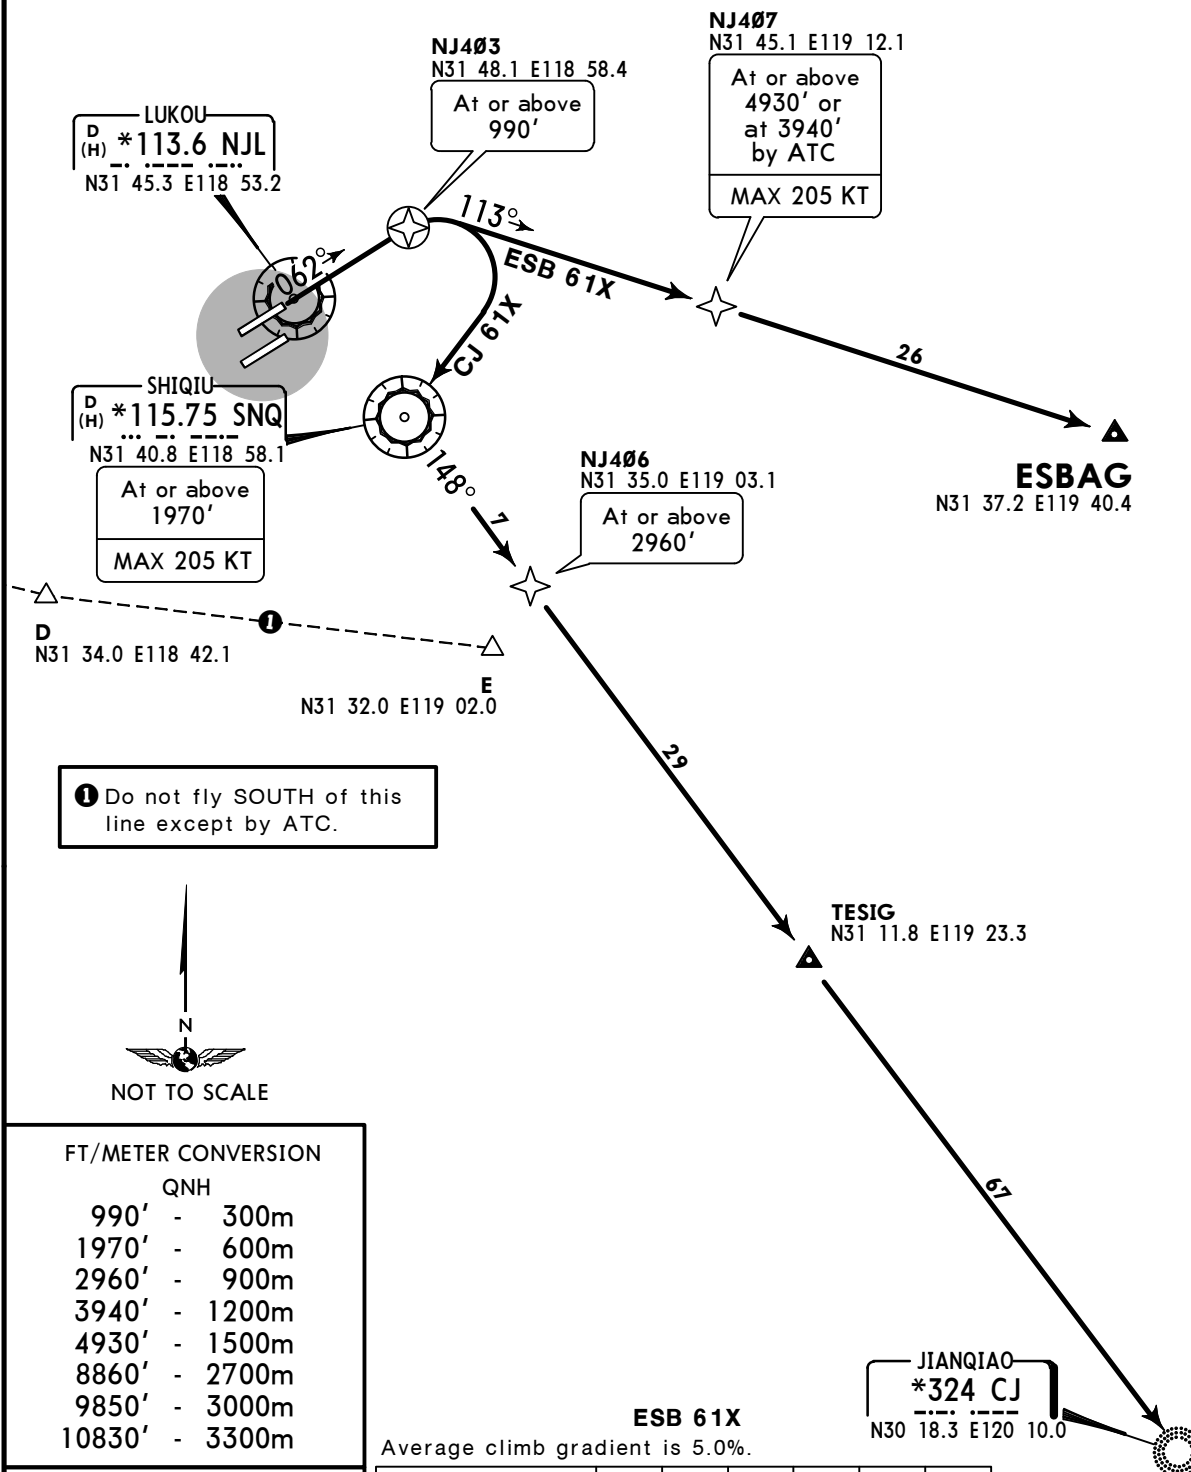 NJ4Ø7
N31 45.1 E119 12.1
At or above
4930' or
at 3940'
by ATC
MAX 205 KT
NJ4Ø3
N31 48.1 E118 58.4
At or above
990'
LUKOU
D
(H) *113.6 NJL
N31 45.3 E118 53.2
113°
062°
ESB 61X
CJ 61X
26
SHIQIU
D
(H) *115.75 SNQ
N31 40.8 E118 58.1
At or above
1970'
MAX 205 KT
148°
7
NJ4Ø6
N31 35.0 E119 03.1
At or above
2960'
ESBAG
N31 37.2 E119 40.4
D
N31 34.0 E118 42.1
1
E
N31 32.0 E119 02.0
29
1 Do not fly SOUTH of this
line except by ATC.
TESIG
N31 11.8 E119 23.3
N
NOT TO SCALE
67
FT/METER CONVERSION
QNH
990' - 300m
1970' - 600m
2960' - 900m
3940' - 1200m
4930' - 1500m
8860' - 2700m
9850' - 3000m
10830' - 3300m
JIANQIAO
*324 CJ
N30 18.3 E120 10.0
ESB 61X
Average climb gradient is 5.0%.